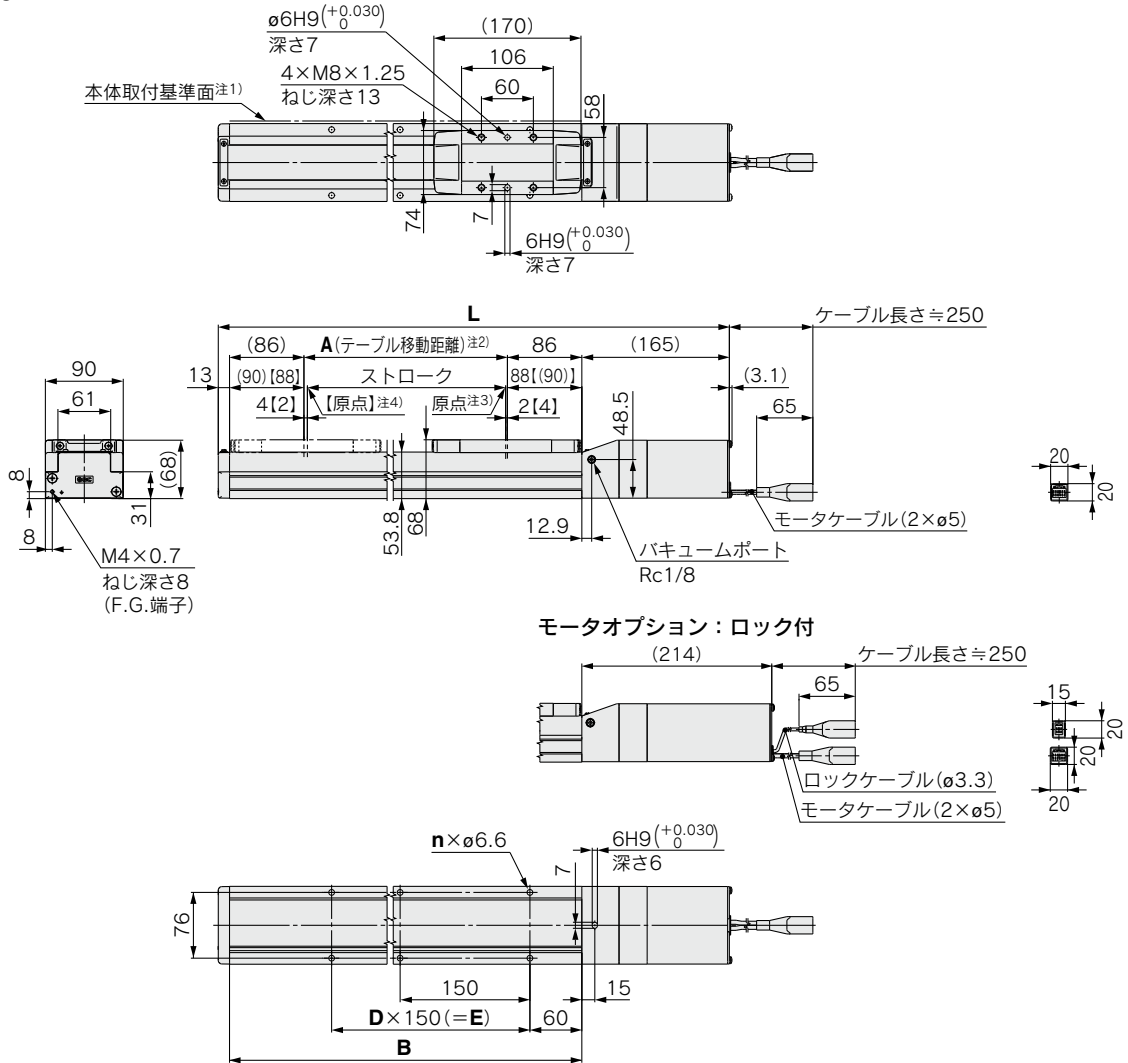 ø6H9(+0.030 0)
深さ7
(170)
106
4×M8×1.25
ねじ深さ13
60
58
本体取付基準面注1)
74
7
6H9(+0.030 0)
深さ7
L
ケーブル長さ≒250
(86)
A(テーブル移動距離)注2)
86
(165)
90
61
13
(90)【88】
ストローク
88【(90)】
(3.1)
4【2】
【原点】注4)
原点注3)
2【4】
48.5
65
8
(68)
31
8
53.8
68
12.9
20
20
M4×0.7
ねじ深さ8
(F.G.端子)
モータケーブル(2×ø5)
バキュームポート
Rc1/8
モータオプション：ロック付
(214)
ケーブル長さ≒250
65
15
20
20
20
ロックケーブル(ø3.3)
モータケーブル(2×ø5)
n×ø6.6
6H9(+0.030 0)
深さ6
7
76
150
15
D×150(=E)
60
B